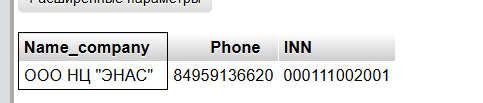 Расширенные параметры
Name_company Phone INN
ООО НЦ "ЭНАС" 84959136620 000111002001